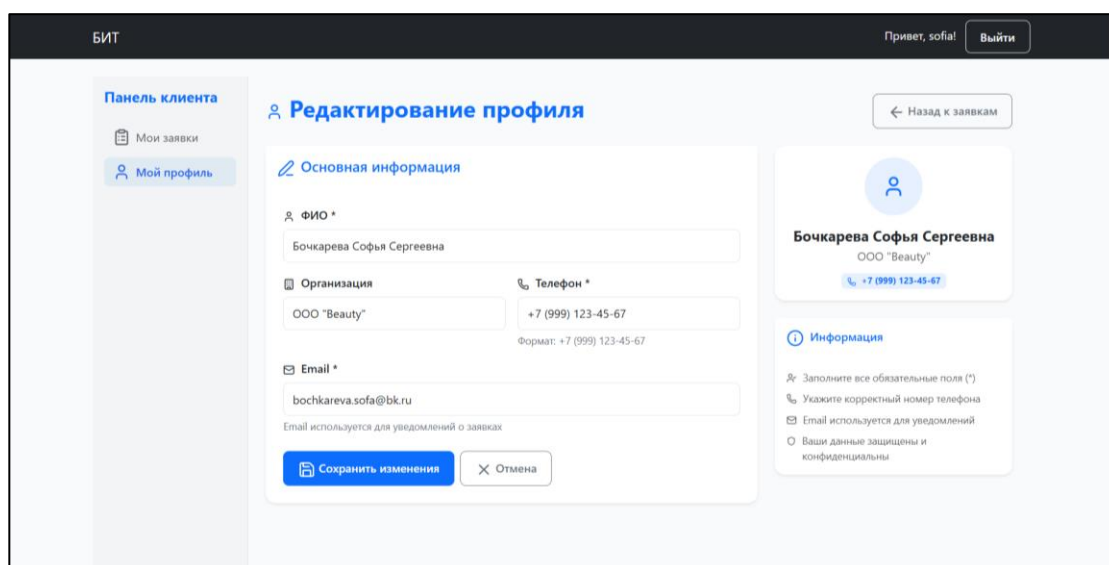 БИТ
Привет, sofia!
Выйти
Панель клиента
Мои заявки
Мой профиль
Редактирование профиля
← Назад к заявкам
Основная информация
ФИО *
Бочкарева Софья Сергеевна
Организация
Телефон *
ООО "Beauty"
+7 (999) 123-45-67
Формат: +7 (999) 123-45-67
Email *
bochkareva.sofa@bk.ru
Email используется для уведомлений о заявках
Сохранить изменения
Отмена
Бочкарева Софья Сергеевна
ООО "Beauty"
+7 (999) 123-45-67
Информация
Заполните все обязательные поля (*)
Укажите корректный номер телефона
Email используется для уведомлений
Ваши данные защищены и
конфиденциальны